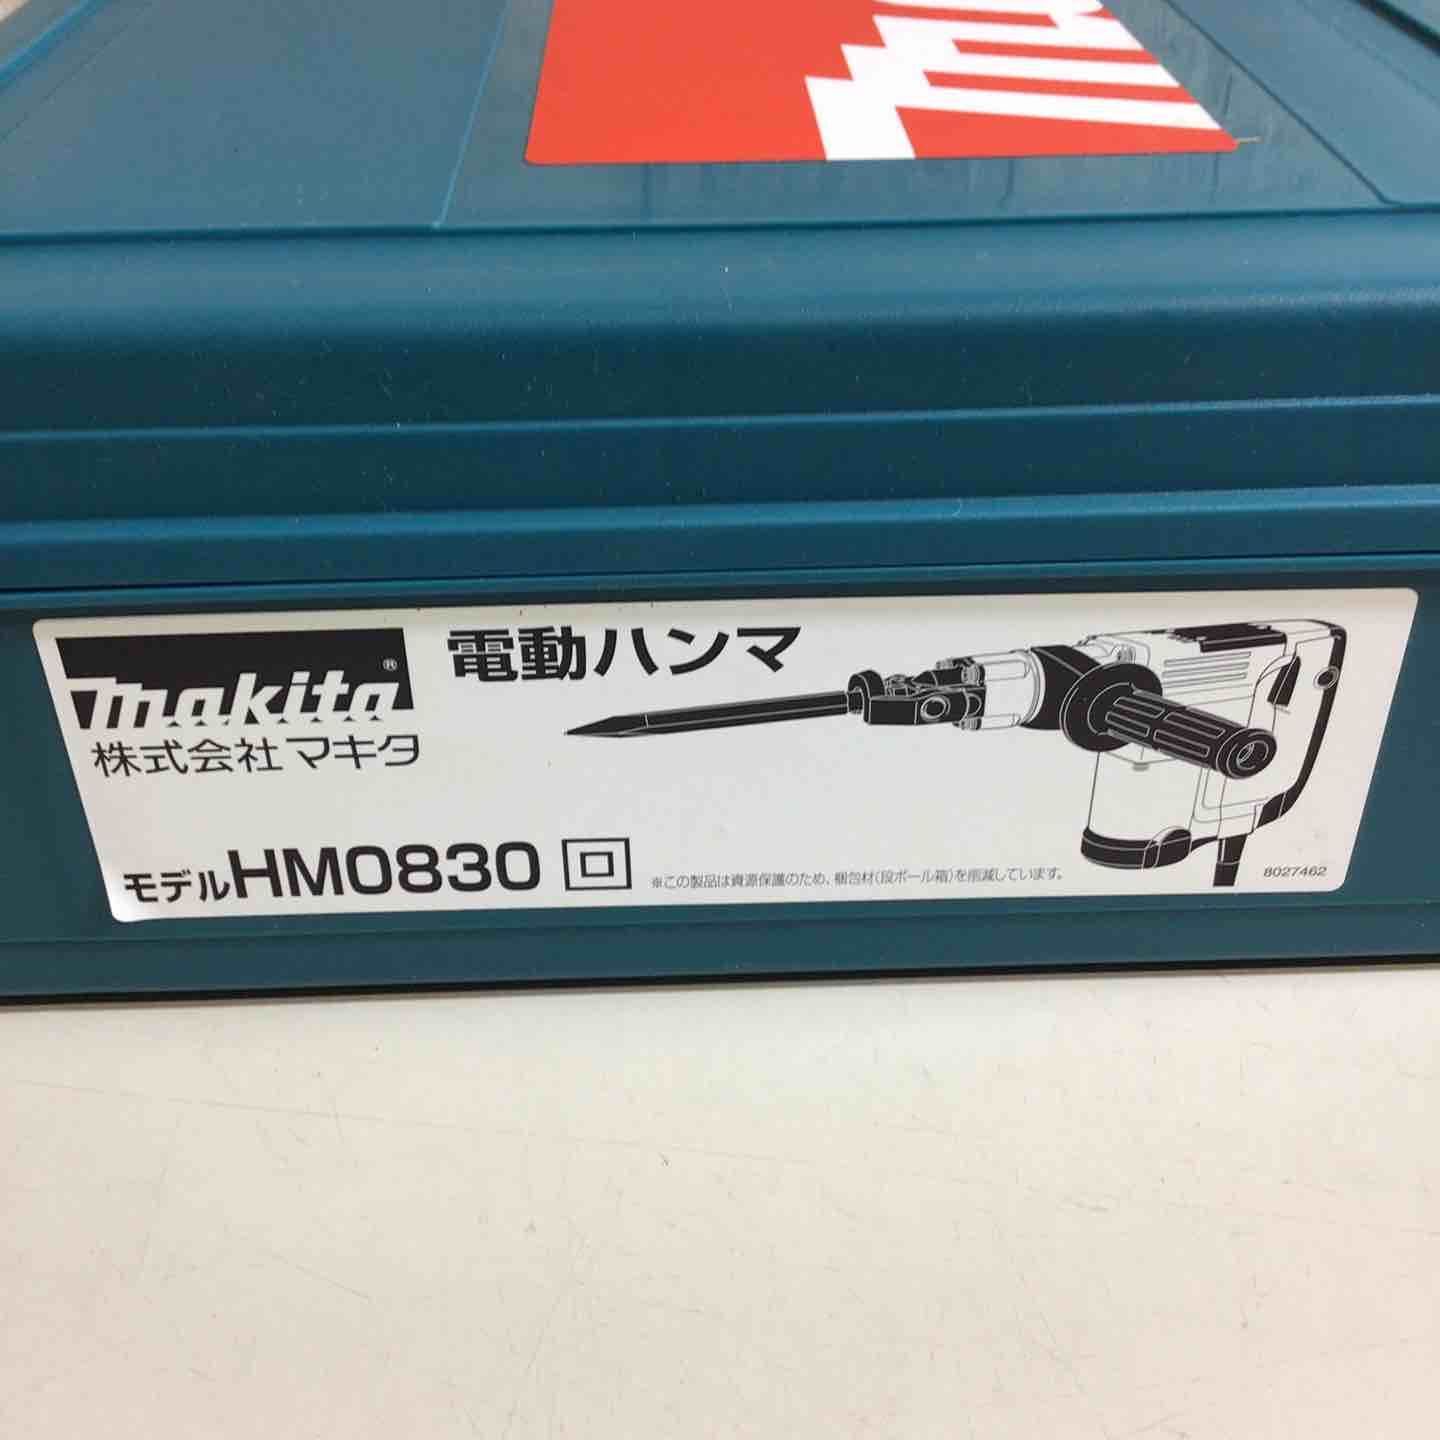 makita®
電動ハンマ
株式会社マキタ
モデルHM0830
※この製品は資源保護のため、梱包材(段ボール箱)を削減しています。
8027462